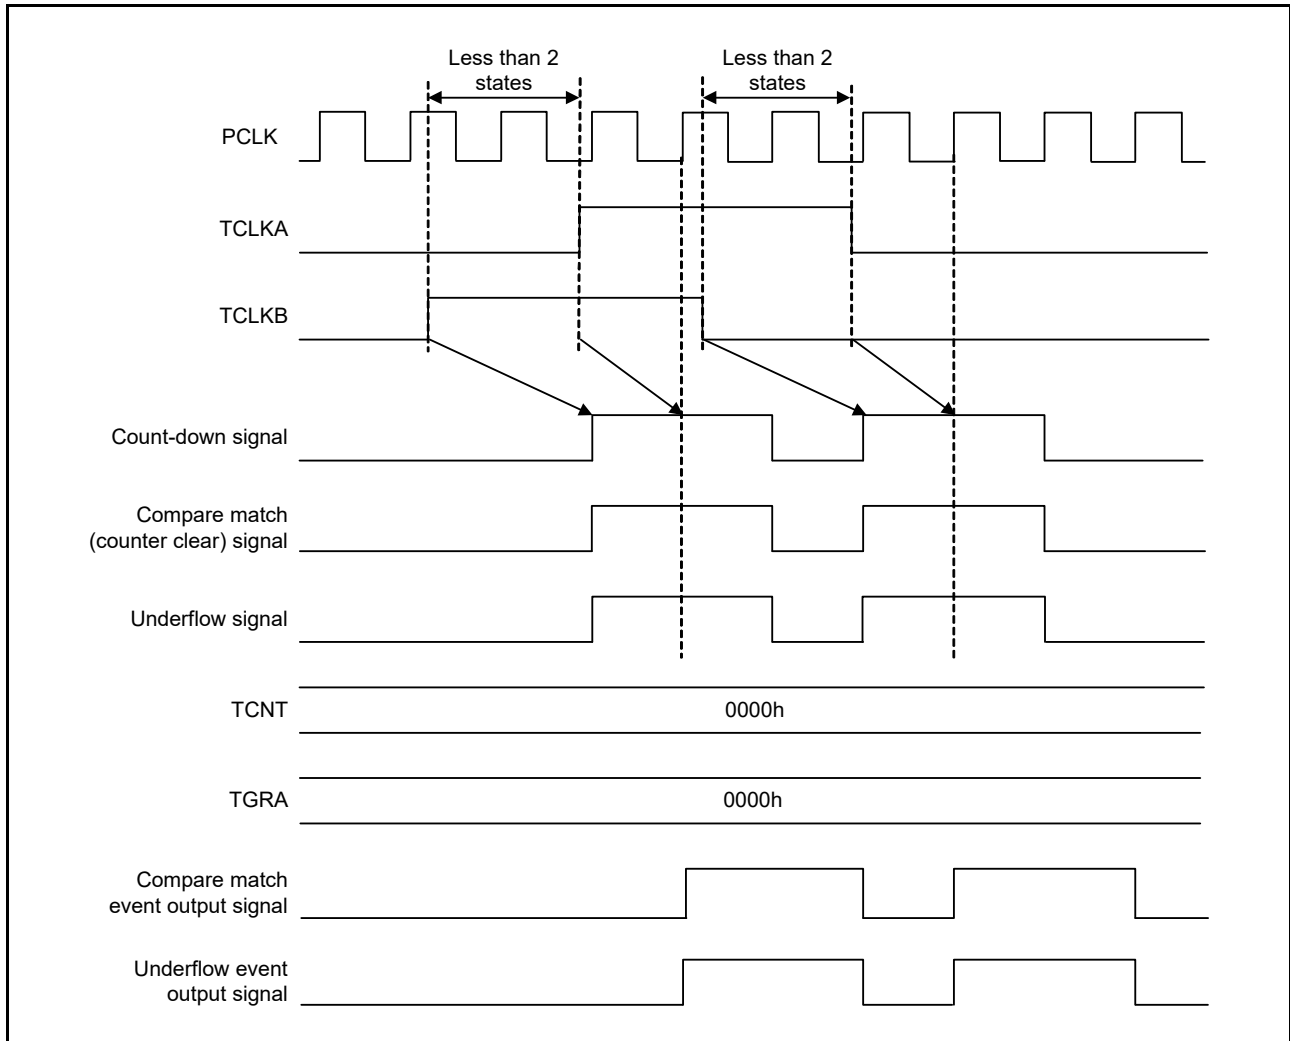 Less than 2
states
Less than 2
states
PCLK
TCLKA
TCLKB
Count-down signal
Compare match
(counter clear) signal
Underflow signal
TCNT
0000h
TGRA
0000h
Compare match
event output signal
Underflow event
output signal